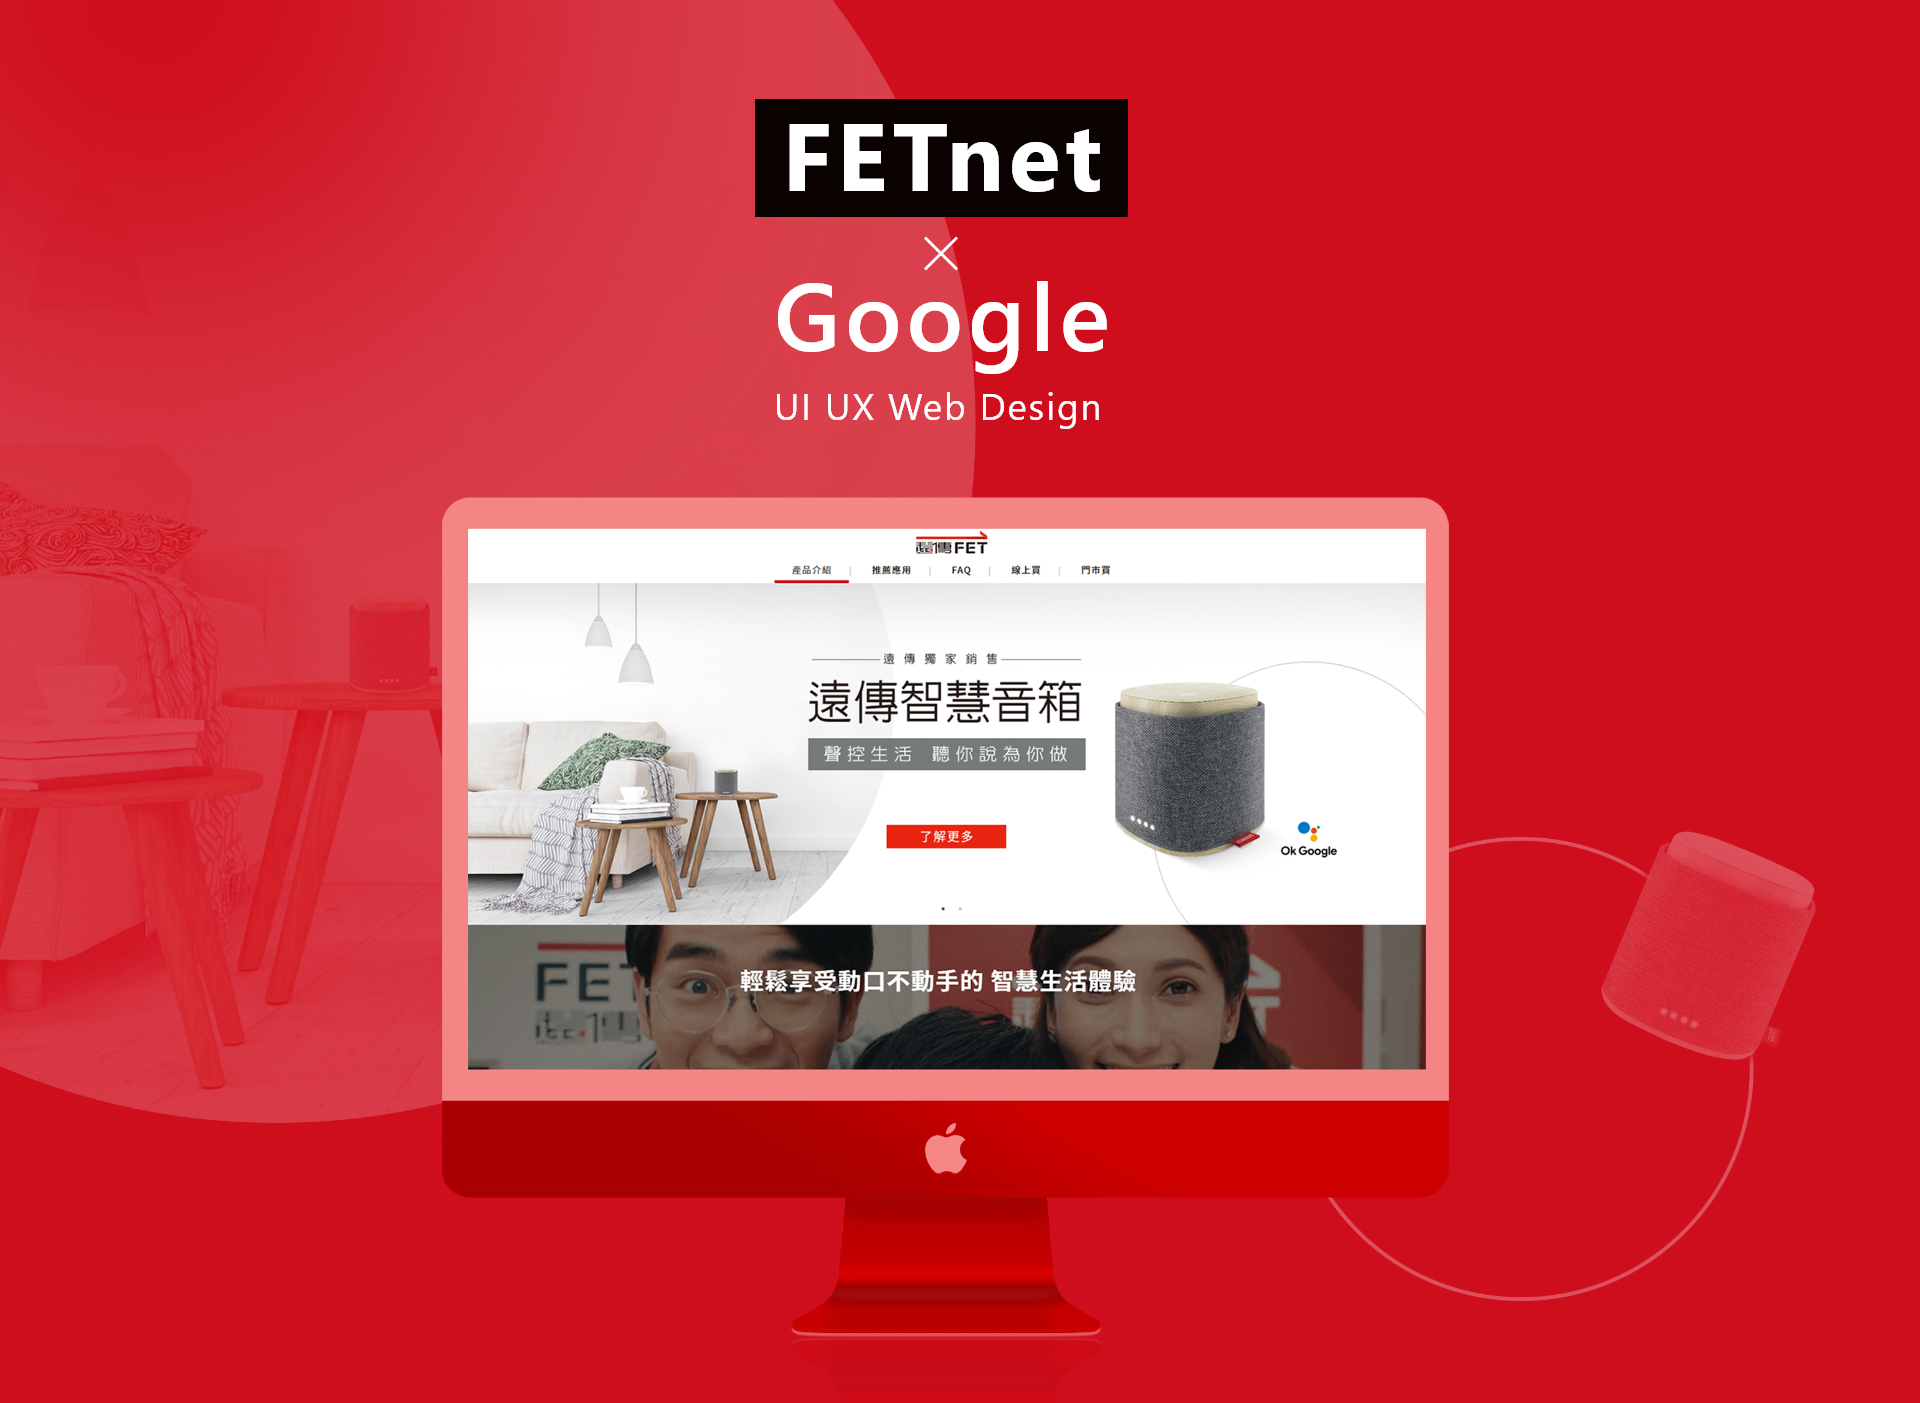 FETnet
×
Google
UI UX Web Design
遠傳FET
產品介紹 | 推薦應用 | FAQ | 線上買 | 門市買
遠傳獨家銷售
遠傳智慧音箱
聲控生活 聽你說為你做
了解更多
Ok Google
FET
遠傳
輕鬆享受動口不動手的 智慧生活體驗